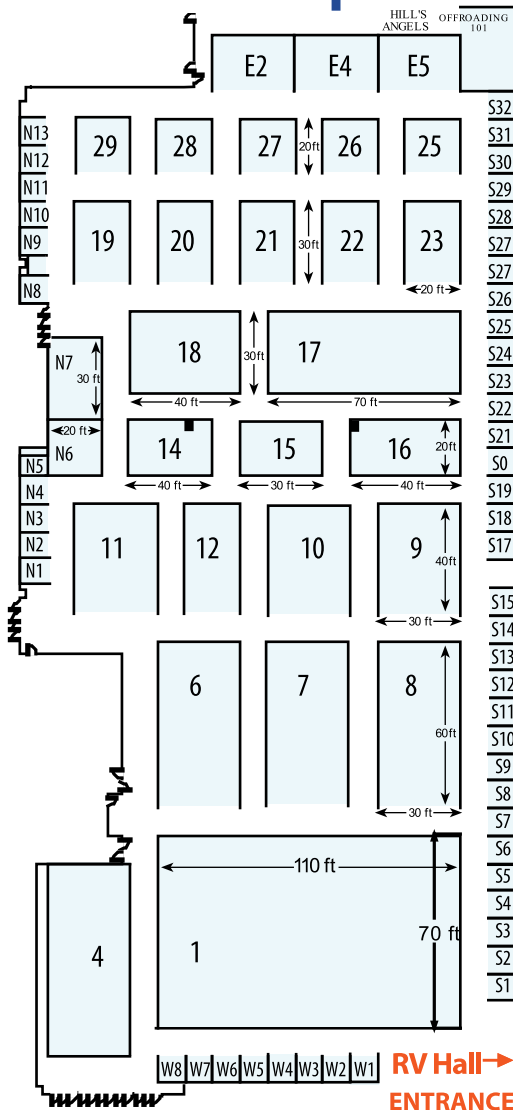 HILL'S
ANGELS
OFFROADING
101
E2 E4 E5
S32
N13 29 28 27 20ft 26 25 S31
N12 S30
N11 S29
N10 S28
N9 19 20 21 30ft 22 23 S27
S27
N8 20 ft S26
S25
18 30ft 17 S24
N7 30 ft S23
40 ft 70 ft S22
20 ft S21
N6 14 15 16 20ft
N5 S0
N4 40 ft 30 ft 40 ft S19
N3 S18
N2 11 12 10 9 S17
40ft
N1
S15
30 ft S14
S13
6 7 8 S12
S11
60ft S10
S9
S8
30 ft S7
S6
110 ft S5
S4
70 ft S3
4 1 S2
S1
W8 W7 W6 W5 W4 W3 W2 W1
RV Hall
ENTRANCE